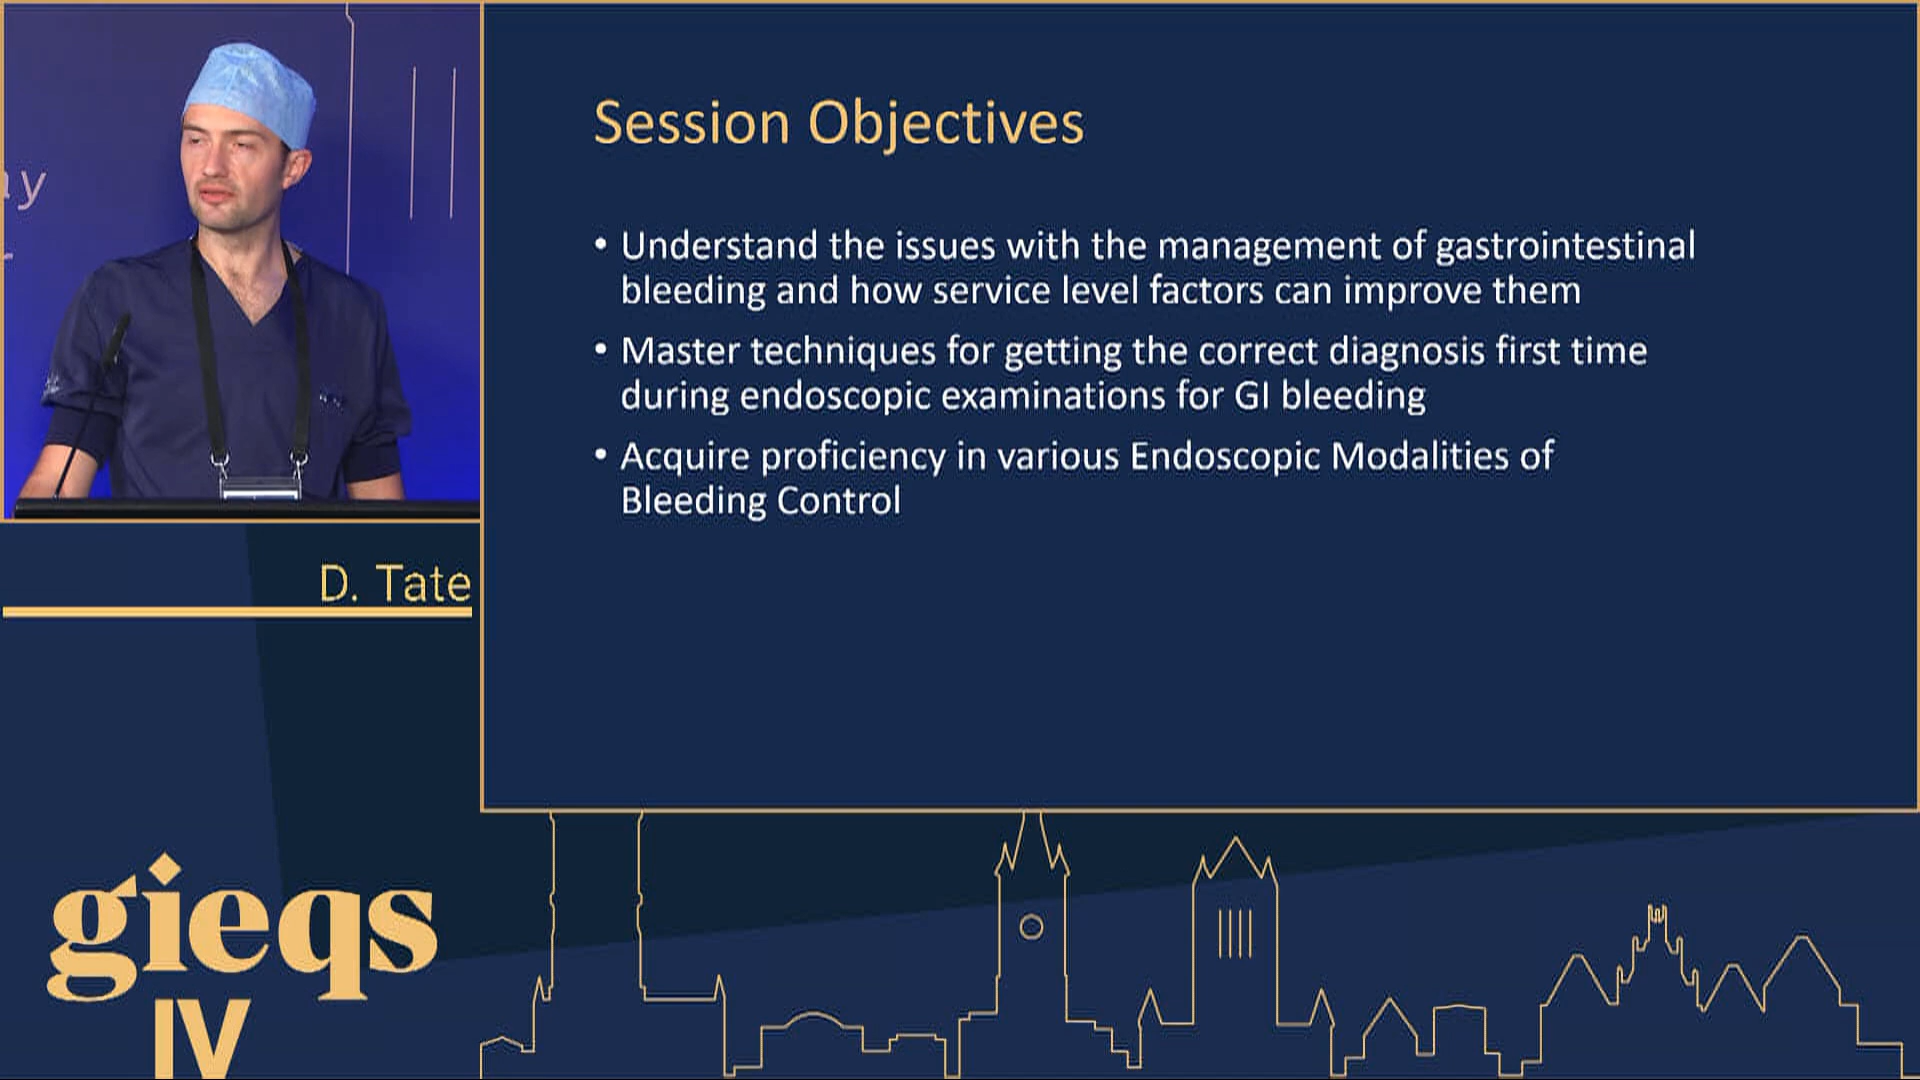 Session Objectives
• Understand the issues with the management of gastrointestinal
bleeding and how service level factors can improve them
• Master techniques for getting the correct diagnosis first time
during endoscopic examinations for GI bleeding
• Acquire proficiency in various Endoscopic Modalities of
Bleeding Control
D. Tate
gieqs
IV